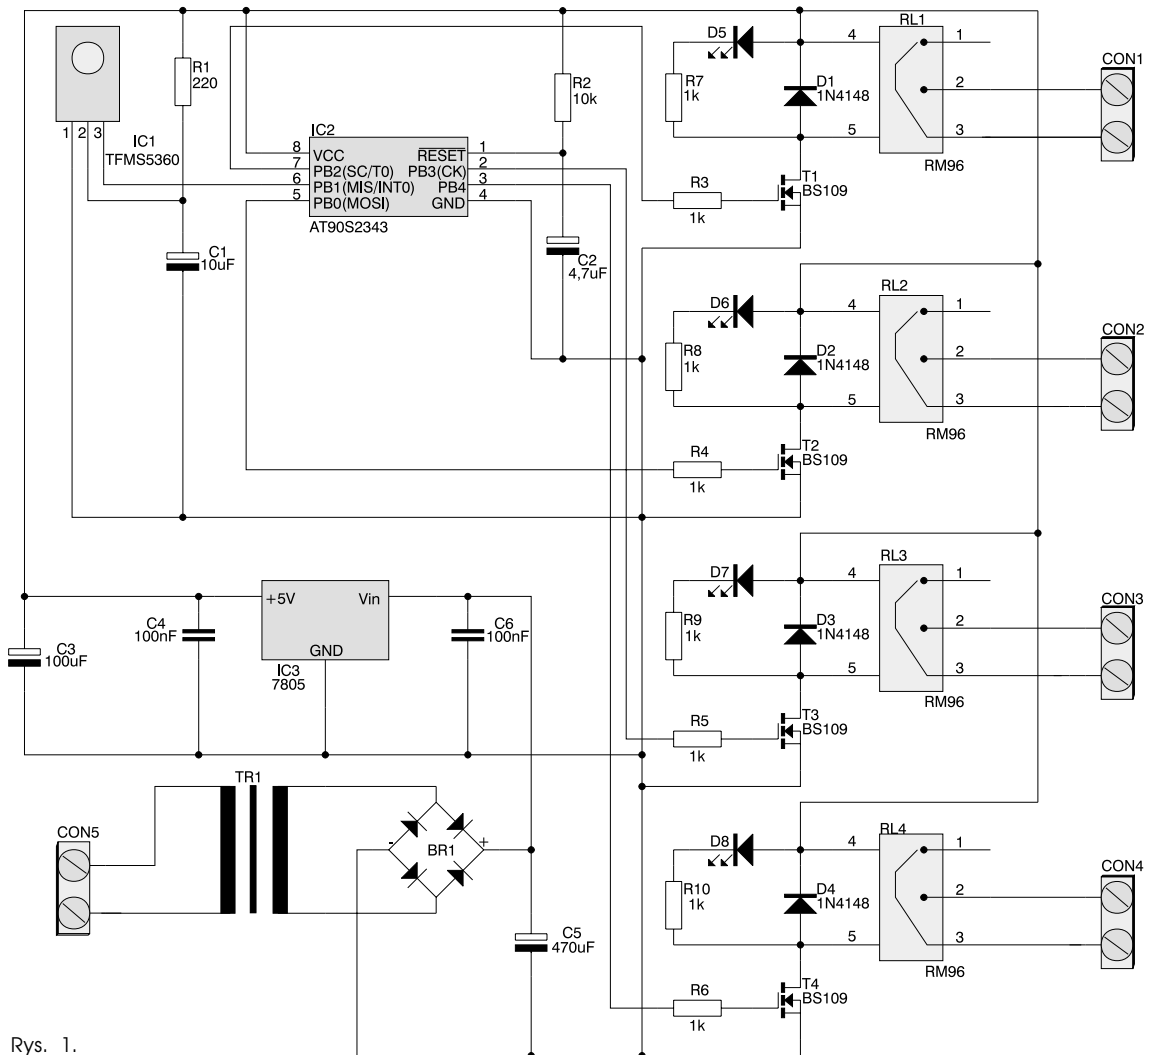 1 2 3
IC1
TFMS5360
R1
220
C1
10uF
IC2
8 VCC
7 PB2(SC/T0)
6 PB1(MIS/INT0)
5 PB0(MOSI)
RESET 1
PB3(CK) 2
PB4 3
GND 4
AT90S2343
R2
10k
C2
4,7uF
D5
R7
1k
D1
1N4148
4
5
RL1
1
2
3
RM96
CON1
R3
1k
T1
BS109
D6
R8
1k
D2
1N4148
4
5
RL2
1
2
3
RM96
CON2
R4
1k
T2
BS109
D7
R9
1k
D3
1N4148
4
5
RL3
1
2
3
RM96
CON3
R5
1k
T3
BS109
C3
100uF
C4
100nF
+5V Vin
GND
IC3
7805
C6
100nF
TR1
CON5
- BR1 +
C5
470uF
D8
R10
1k
D4
1N4148
4
5
RL4
1
2
3
RM96
CON4
R6
1k
T4
BS109
Rys. 1.